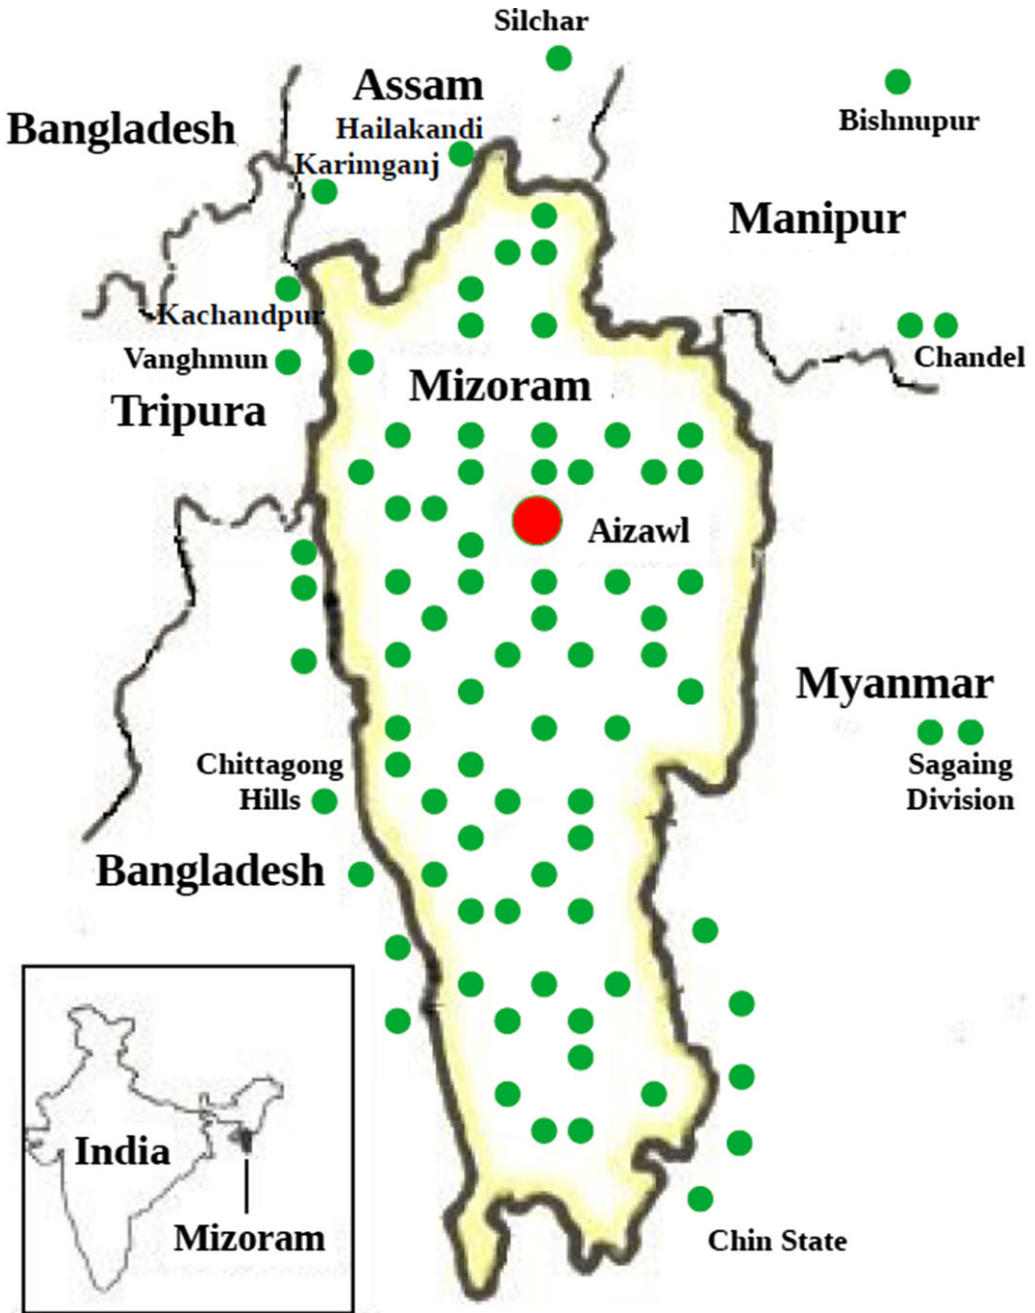 Silchar
Assam
Bangladesh
Hailakandi
Karimganj
Bishnupur
Manipur
Kachandpur
Vanghmun
Chandel
Mizoram
Tripura
Aizawl
Myanmar
Sagaing
Division
Chittagong
Hills
Bangladesh
India
Mizoram
Chin State